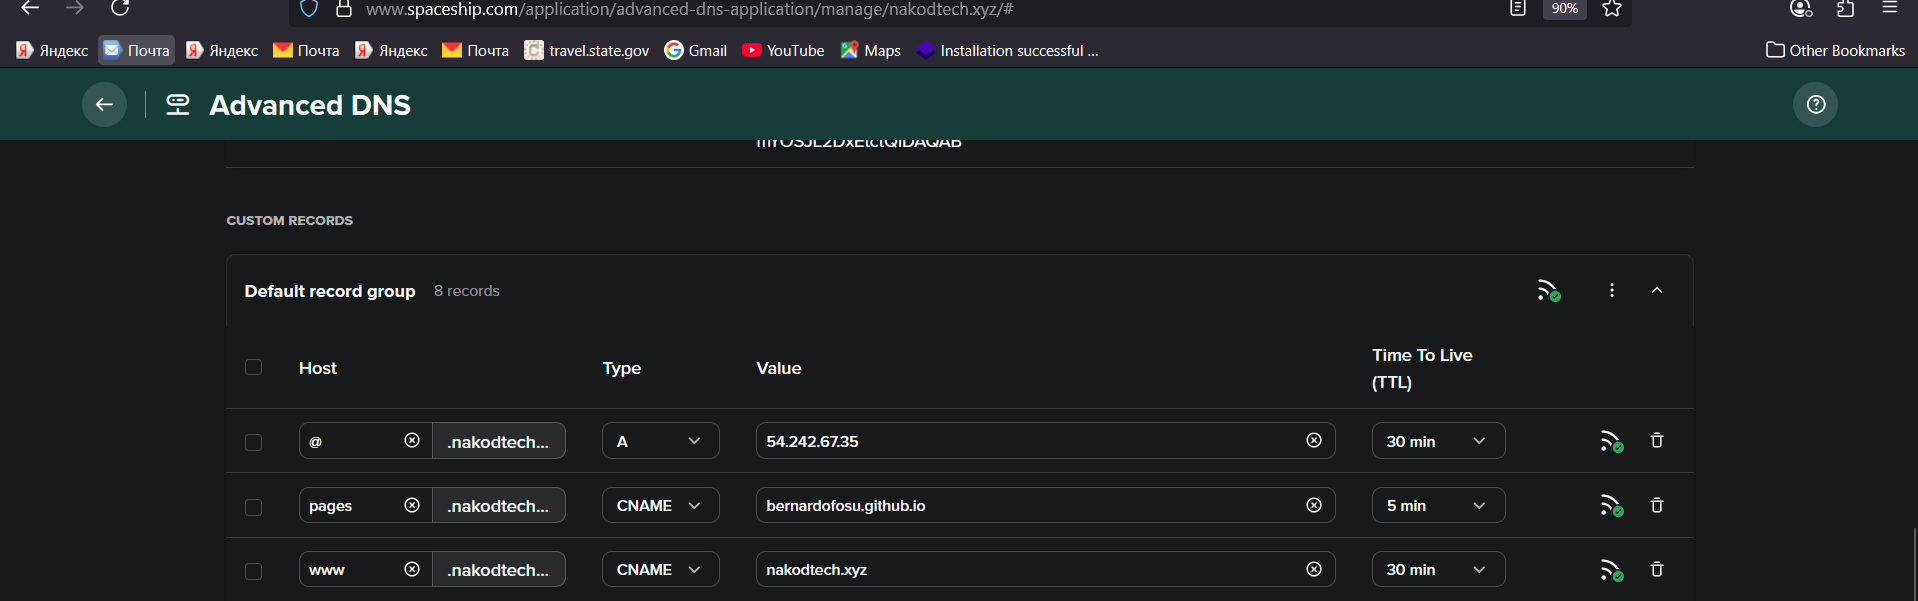 www.spaceship.com/application/advanced-dns-application/manage/nakodtech.xyz/# 90%
Яндекс Почта Яндекс Почта Яндекс Почта travel.state.gov Gmail YouTube Maps Installation successful ... Other Bookmarks
Advanced DNS
CUSTOM RECORDS
Default record group 8 records
Host Type Value Time To Live (TTL)
@ .nakodtech... A 54.242.67.35 30 min
pages .nakodtech... CNAME bernardofosu.github.io 5 min
www .nakodtech... CNAME nakodtech.xyz 30 min